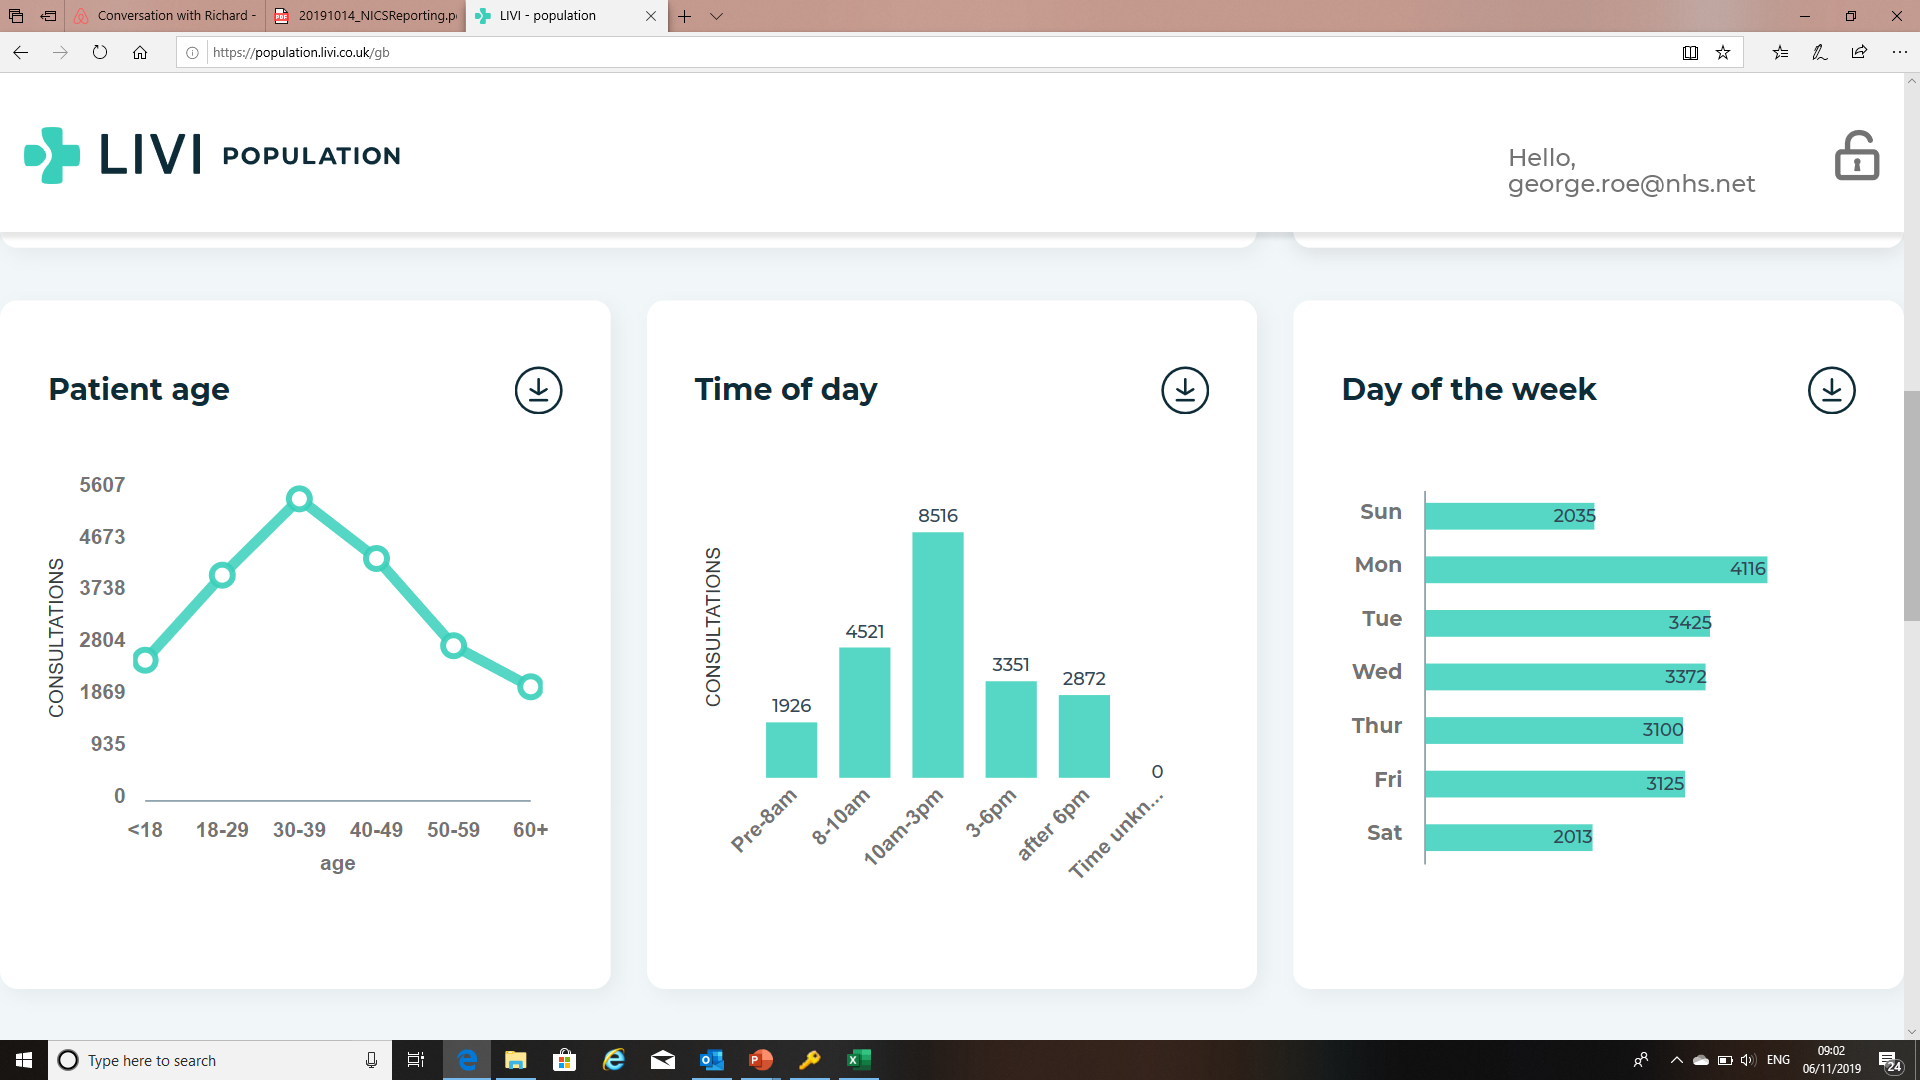 Conversation with Richard -
20191014_NICSReporting.p
LIVI - population
https://population.livi.co.uk/gb
LIVI POPULATION
Hello,
george.roe@nhs.net
Patient age
CONSULTATIONS
5607
4673
3738
2804
1869
935
0
<18 18-29 30-39 40-49 50-59 60+
age
Time of day
CONSULTATIONS
1926
4521
8516
3351
2872
0
Pre-8am
8-10am
10am-3pm
3-6pm
after 6pm
Time unkn...
Day of the week
Sun 2035
Mon 4116
Tue 3425
Wed 3372
Thur 3100
Fri 3125
Sat 2013
Type here to search
ENG
09:02
06/11/2019
24